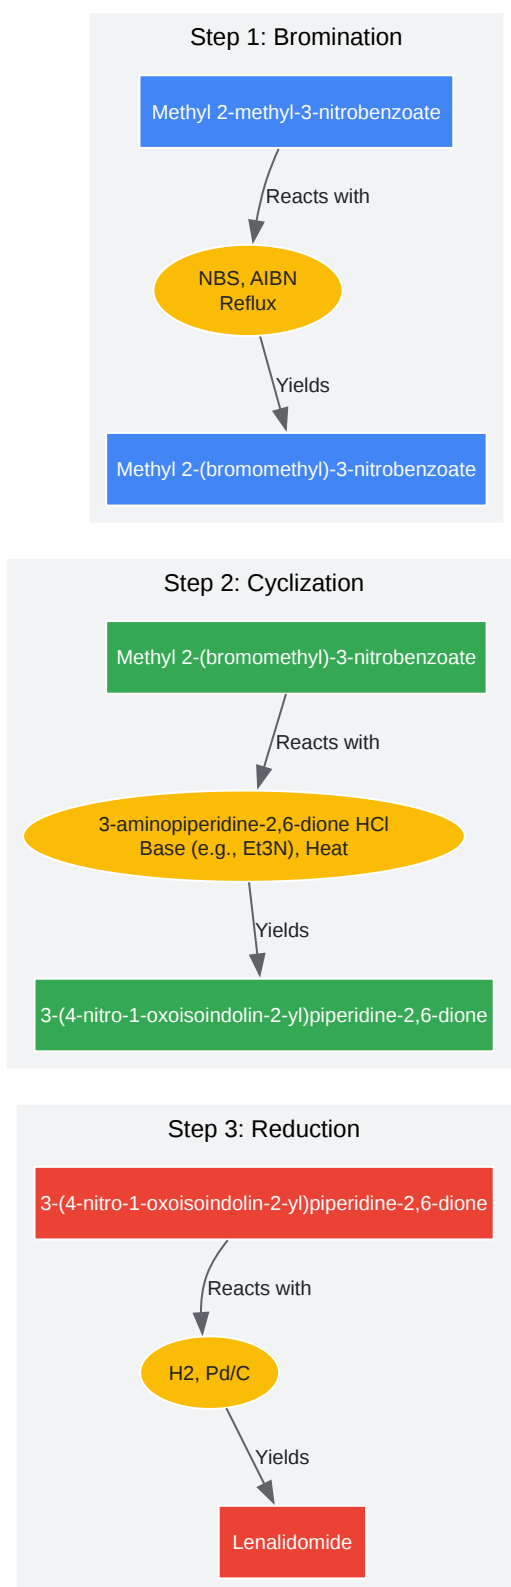 Step 1: Bromination
Methyl 2-methyl-3-nitrobenzoate
Reacts with
NBS, AIBN
Reflux
Yields
Methyl 2-(bromomethyl)-3-nitrobenzoate
Step 2: Cyclization
Methyl 2-(bromomethyl)-3-nitrobenzoate
Reacts with
3-aminopiperidine-2,6-dione HCl
Base (e.g., Et3N), Heat
Yields
3-(4-nitro-1-oxoisoindolin-2-yl)piperidine-2,6-dione
Step 3: Reduction
3-(4-nitro-1-oxoisoindolin-2-yl)piperidine-2,6-dione
Reacts with
H2, Pd/C
Yields
Lenalidomide